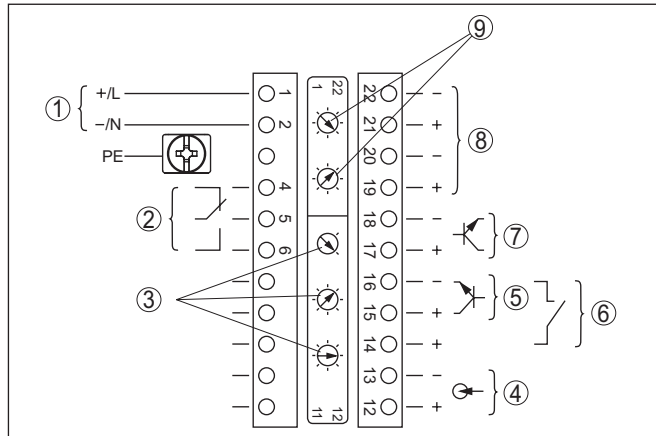 ⑨
① +/L 1 1 22 22 −
−/N 2 21 + ⑧
PE 20 −
4 19 +
② 5 18 − ⑦
6 17 +
③ 16 − ⑤ ⑥
15 +
14 +
13 − ④
11 12 12 +